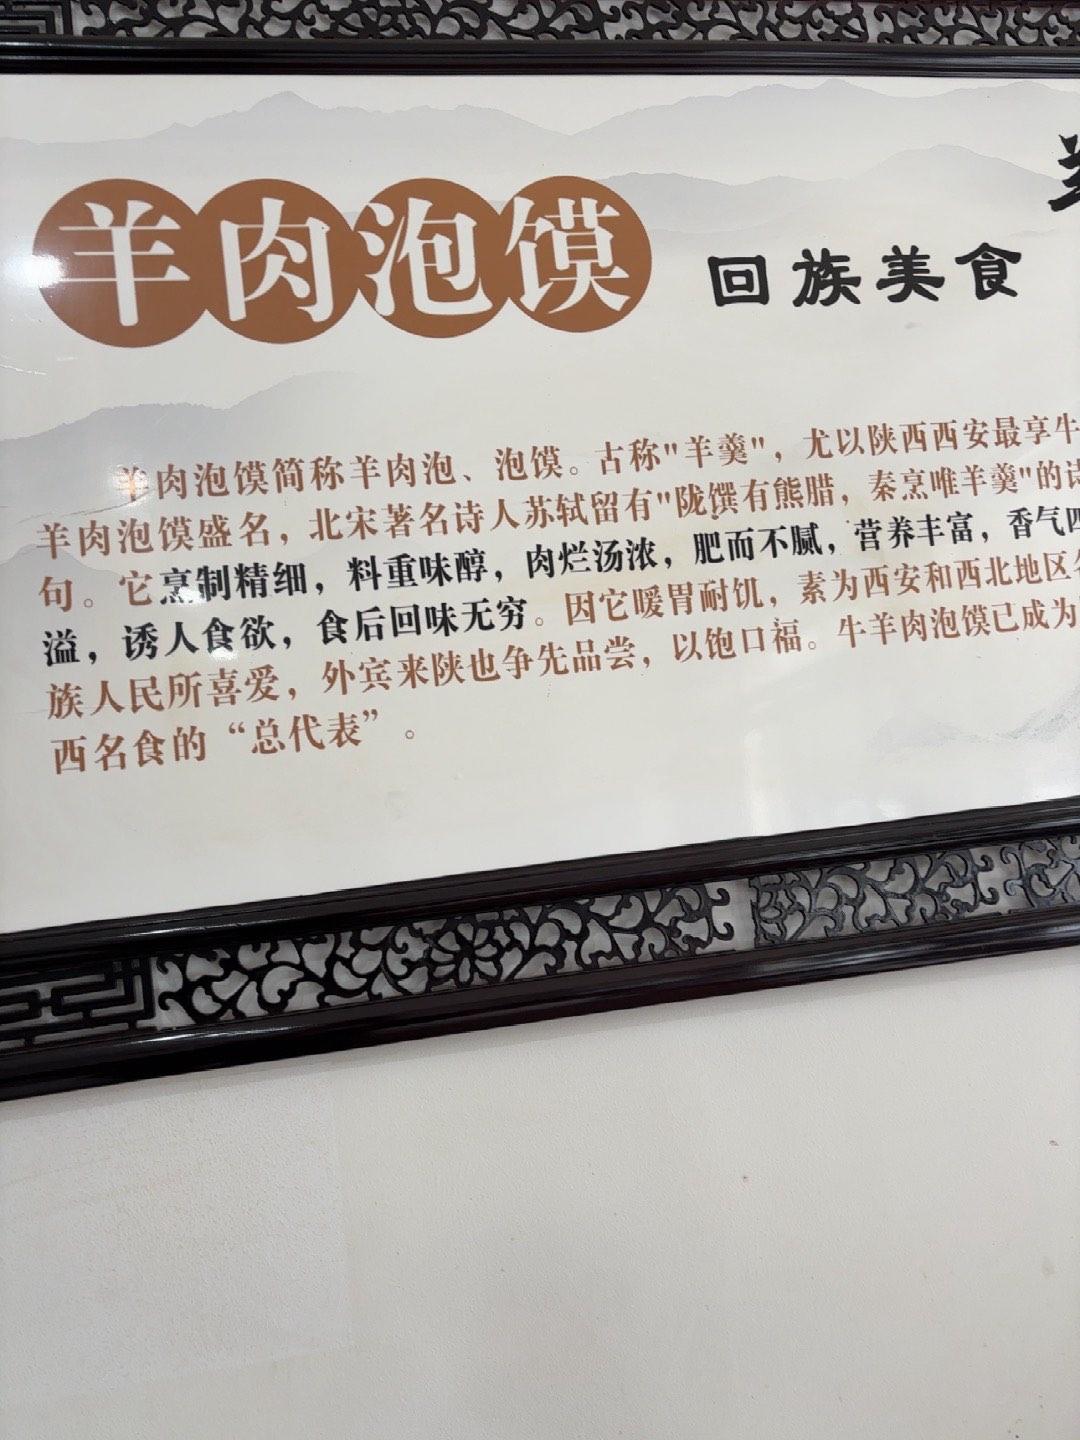 羊肉泡馍
回族美食
羊肉泡馍简称羊肉泡、泡馍。古称"羊羹"，尤以陕西西安最享牛
羊肉泡馍盛名，北宋著名诗人苏轼留有"陇馔有熊腊，秦烹唯羊羹"的诗
句。它烹制精细，料重味醇，肉烂汤浓，肥而不腻，营养丰富，香气四
溢，诱人食欲，食后回味无穷。因它暖胃耐饥，素为西安和西北地区各
族人民所喜爱，外宾来陕也争先品尝，以饱口福。牛羊肉泡馍已成为
西名食的“总代表”。